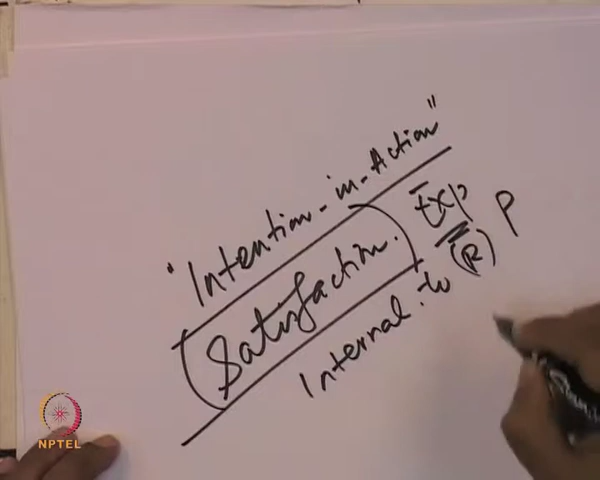 "Intention-in-Action"
(Satisfaction.)
Exp
Internal to (R) P
NPTEL